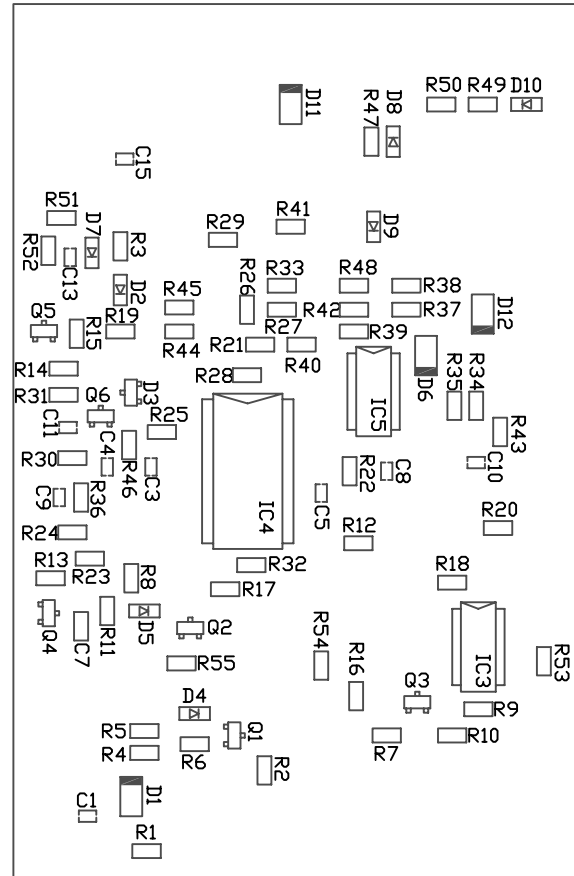 R50 R49 D10
D11
R47
D8
C15
R51
D7
R3
R29
R41
D9
R52
C13
D2
R26
R33
R48
R38
R45
R42
R37
D12
Q5
R15
R19
R44
R21
R27
R40
R39
R14
R28
D6
R31
Q6
D3
R35
R34
C11
R25
IC5
R43
R30
C4
R46
C3
C9
R36
R22
C8
C10
IC4
C5
R24
R12
R20
R13
R23
R8
R32
R18
R17
Q4
C7
R11
D5
Q2
R54
R55
R16
Q3
IC3
R53
D4
R9
R5
Q1
R4
R6
R7
R10
R2
D1
C1
R1